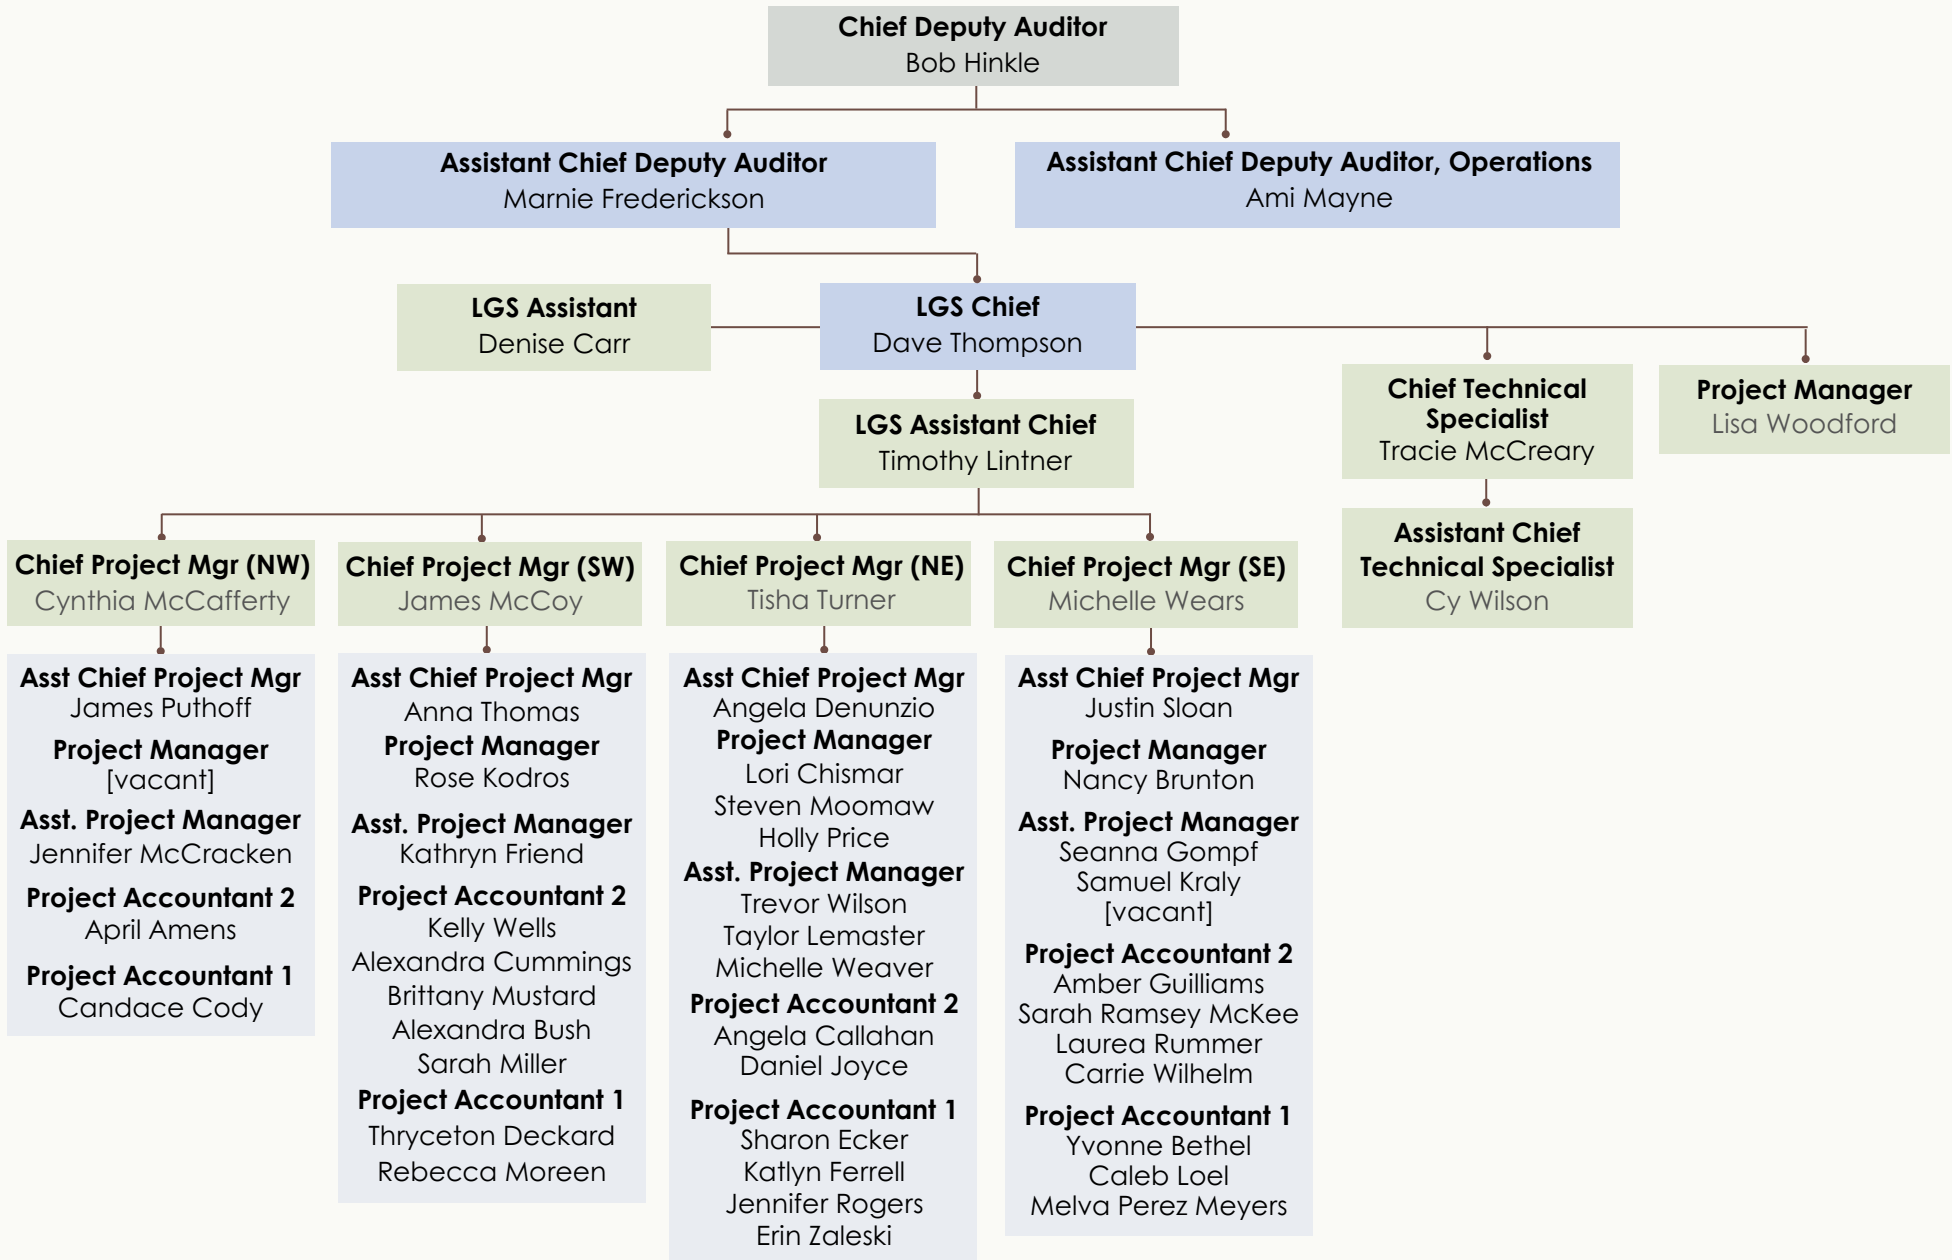 Chief Deputy Auditor
Bob Hinkle
Assistant Chief Deputy Auditor
Marnie Frederickson
Assistant Chief Deputy Auditor, Operations
Ami Mayne
LGS Assistant
Denise Carr
LGS Chief
Dave Thompson
LGS Assistant Chief
Timothy Lintner
Chief Technical
Specialist
Tracie McCreary
Project Manager
Lisa Woodford
Assistant Chief
Technical Specialist
Cy Wilson
Chief Project Mgr (NW)
Cynthia McCafferty
Chief Project Mgr (SW)
James McCoy
Chief Project Mgr (NE)
Tisha Turner
Chief Project Mgr (SE)
Michelle Wears
Asst Chief Project Mgr
James Puthoff
Project Manager
[vacant]
Asst. Project Manager
Jennifer McCracken
Project Accountant 2
April Amens
Project Accountant 1
Candace Cody
Asst Chief Project Mgr
Anna Thomas
Project Manager
Rose Kodros
Asst. Project Manager
Kathryn Friend
Project Accountant 2
Kelly Wells
Alexandra Cummings
Brittany Mustard
Alexandra Bush
Sarah Miller
Project Accountant 1
Thryceton Deckard
Rebecca Moreen
Asst Chief Project Mgr
Angela Denunzio
Project Manager
Lori Chismar
Steven Moomaw
Holly Price
Asst. Project Manager
Trevor Wilson
Taylor Lemaster
Michelle Weaver
Project Accountant 2
Angela Callahan
Daniel Joyce
Project Accountant 1
Sharon Ecker
Katlyn Ferrell
Jennifer Rogers
Erin Zaleski
Asst Chief Project Mgr
Justin Sloan
Project Manager
Nancy Brunton
Asst. Project Manager
Seanna Gompf
Samuel Kraly
[vacant]
Project Accountant 2
Amber Guilliams
Sarah Ramsey McKee
Laurea Rummer
Carrie Wilhelm
Project Accountant 1
Yvonne Bethel
Caleb Loel
Melva Perez Meyers